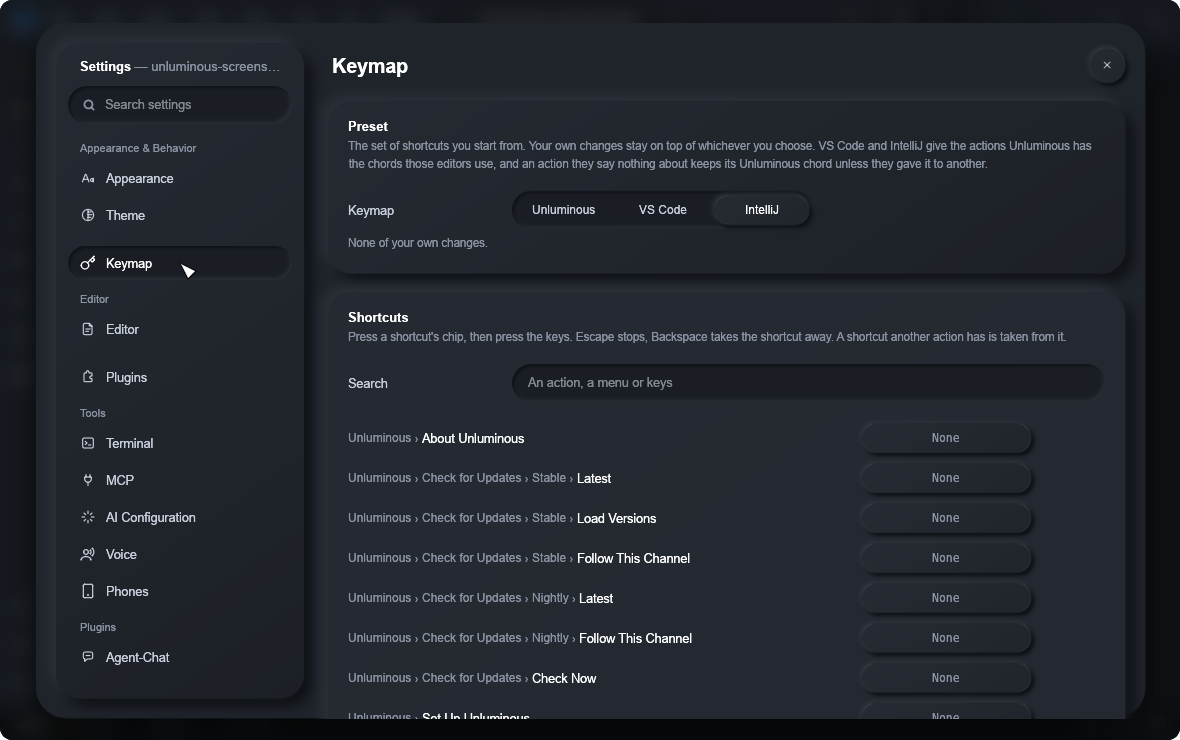 Settings — unluminous-screens…
Search settings
Appearance & Behavior
Appearance
Theme
Keymap
Editor
Editor
Plugins
Tools
Terminal
MCP
AI Configuration
Voice
Phones
Plugins
Agent-Chat
Keymap
Preset
The set of shortcuts you start from. Your own changes stay on top of whichever you choose. VS Code and IntelliJ give the actions Unluminous has
the chords those editors use, and an action they say nothing about keeps its Unluminous chord unless they gave it to another.
Keymap Unluminous VS Code IntelliJ
None of your own changes.
Shortcuts
Press a shortcut's chip, then press the keys. Escape stops, Backspace takes the shortcut away. A shortcut another action has is taken from it.
Search An action, a menu or keys
Unluminous › About Unluminous None
Unluminous › Check for Updates › Stable › Latest None
Unluminous › Check for Updates › Stable › Load Versions None
Unluminous › Check for Updates › Stable › Follow This Channel None
Unluminous › Check for Updates › Nightly › Latest None
Unluminous › Check for Updates › Nightly › Follow This Channel None
Unluminous › Check for Updates › Check Now None
Unluminous › Set Up Unluminous None